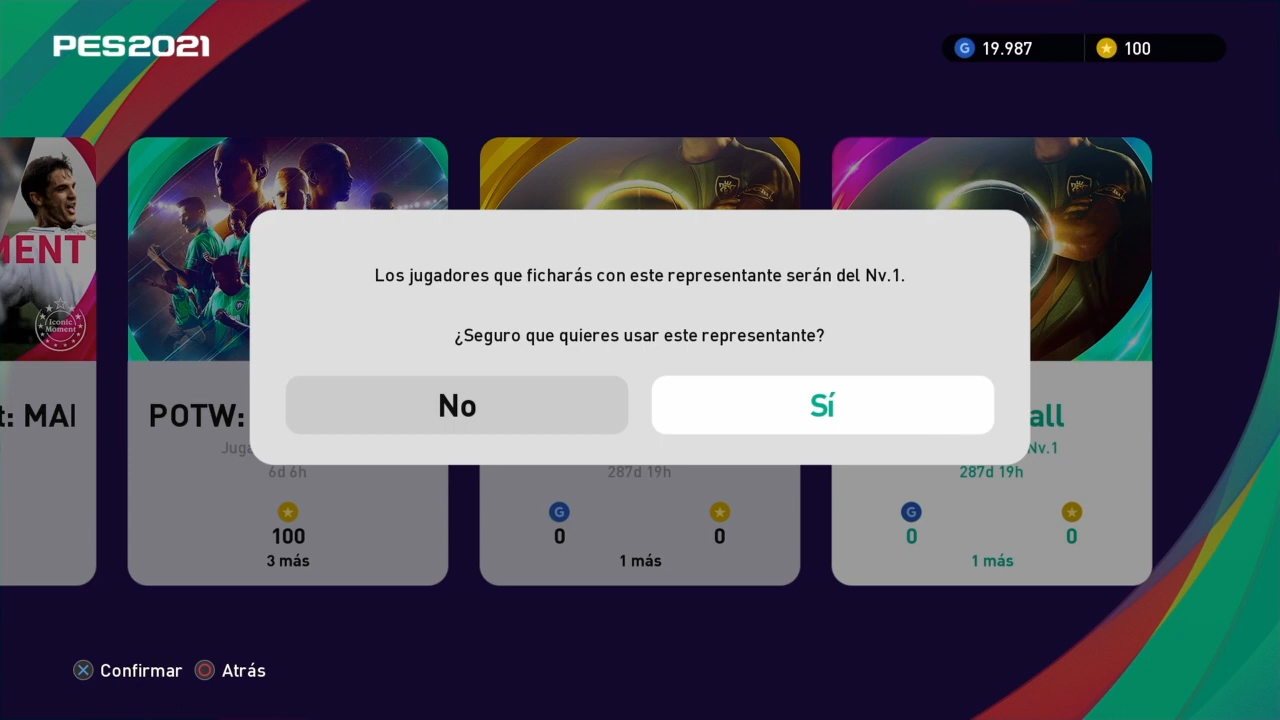 PES2021
19.987
100
MENT
Iconic
Moment
Los jugadores que ficharás con este representante serán del Nv.1.
¿Seguro que quieres usar este representante?
No
Sí
t: MAI
POTW:
all
Juga
Nv.1
6d 6h
287d 19h
287d 19h
100
0
0
0
0
3 más
1 más
1 más
Confirmar
Atrás